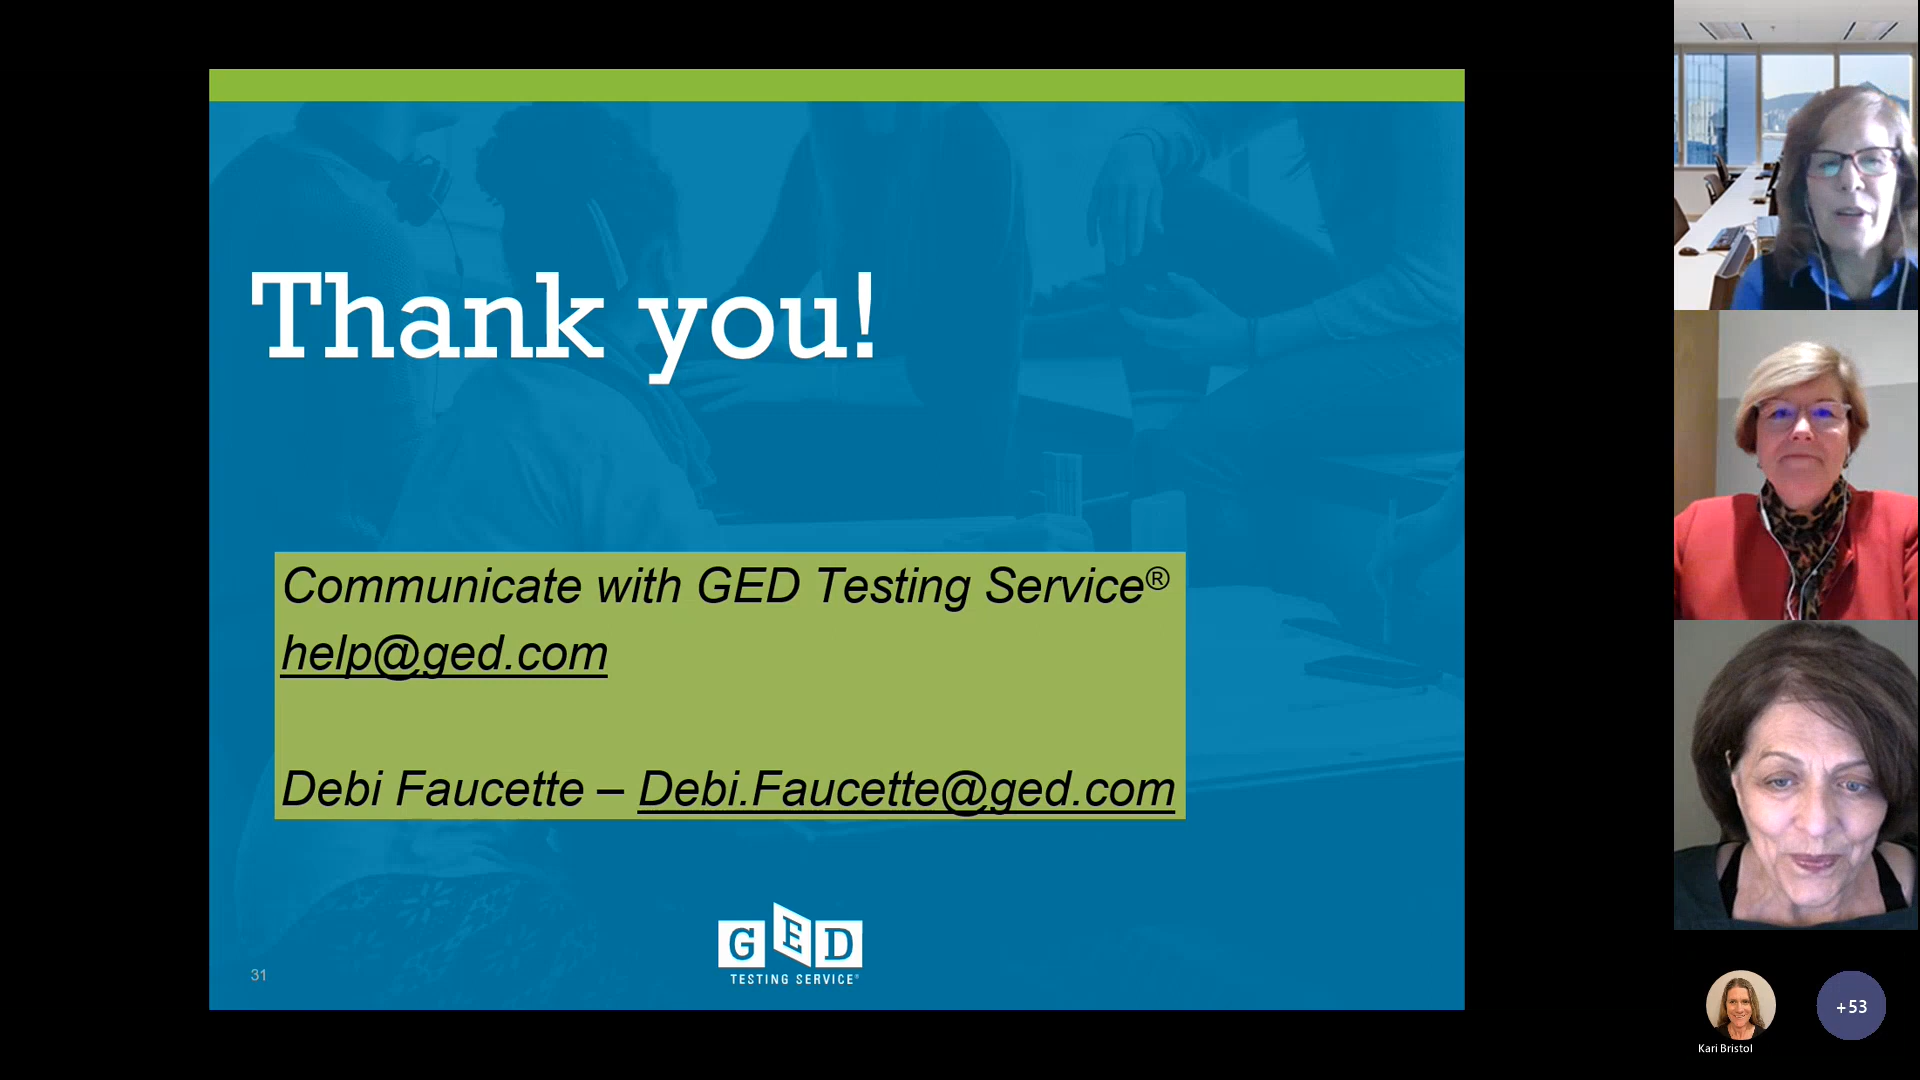 Thank you!
Communicate with GED Testing Service®
help@ged.com
Debi Faucette – Debi.Faucette@ged.com
GED
TESTING SERVICE®
31
Kari Bristol
+53